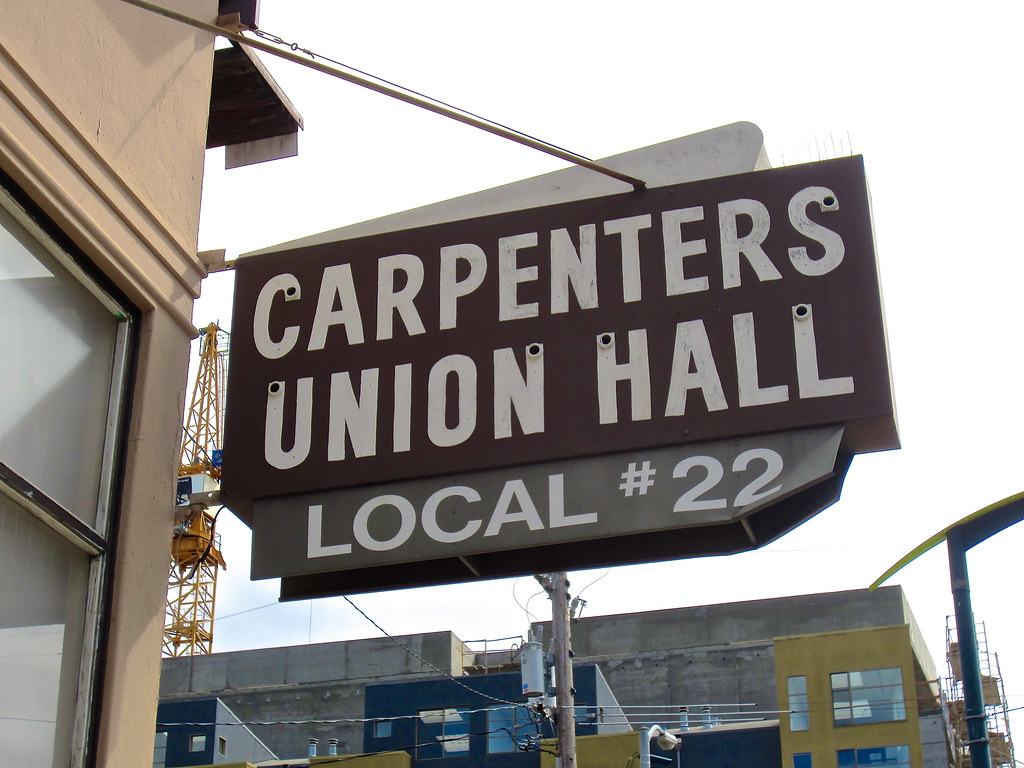 CARPENTERS
UNION HALL
LOCAL #22